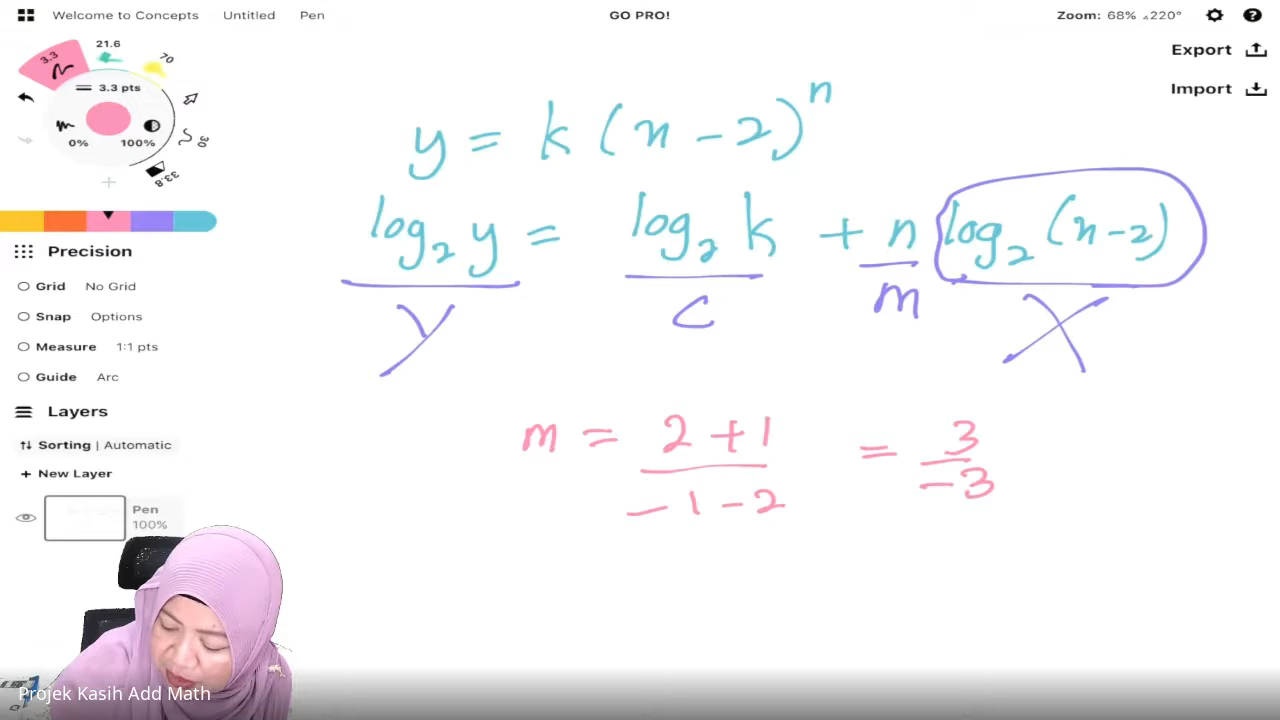 Welcome to Concepts Untitled Pen GO PRO! Zoom: 68% ⊿220°
Export
Import
3.3 21.6 70
3.3 pts
0% 100%
30
33.8
Precision
Grid No Grid
Snap Options
Measure 1:1 pts
Guide Arc
Layers
Sorting | Automatic
+ New Layer
Pen
100%
y = k (x - 2)^n
log₂ y = log₂ k + n log₂ (x-2)
Y C m X
m = 2 + 1 / -1 - 2 = 3 / -3
Projek Kasih Add Math